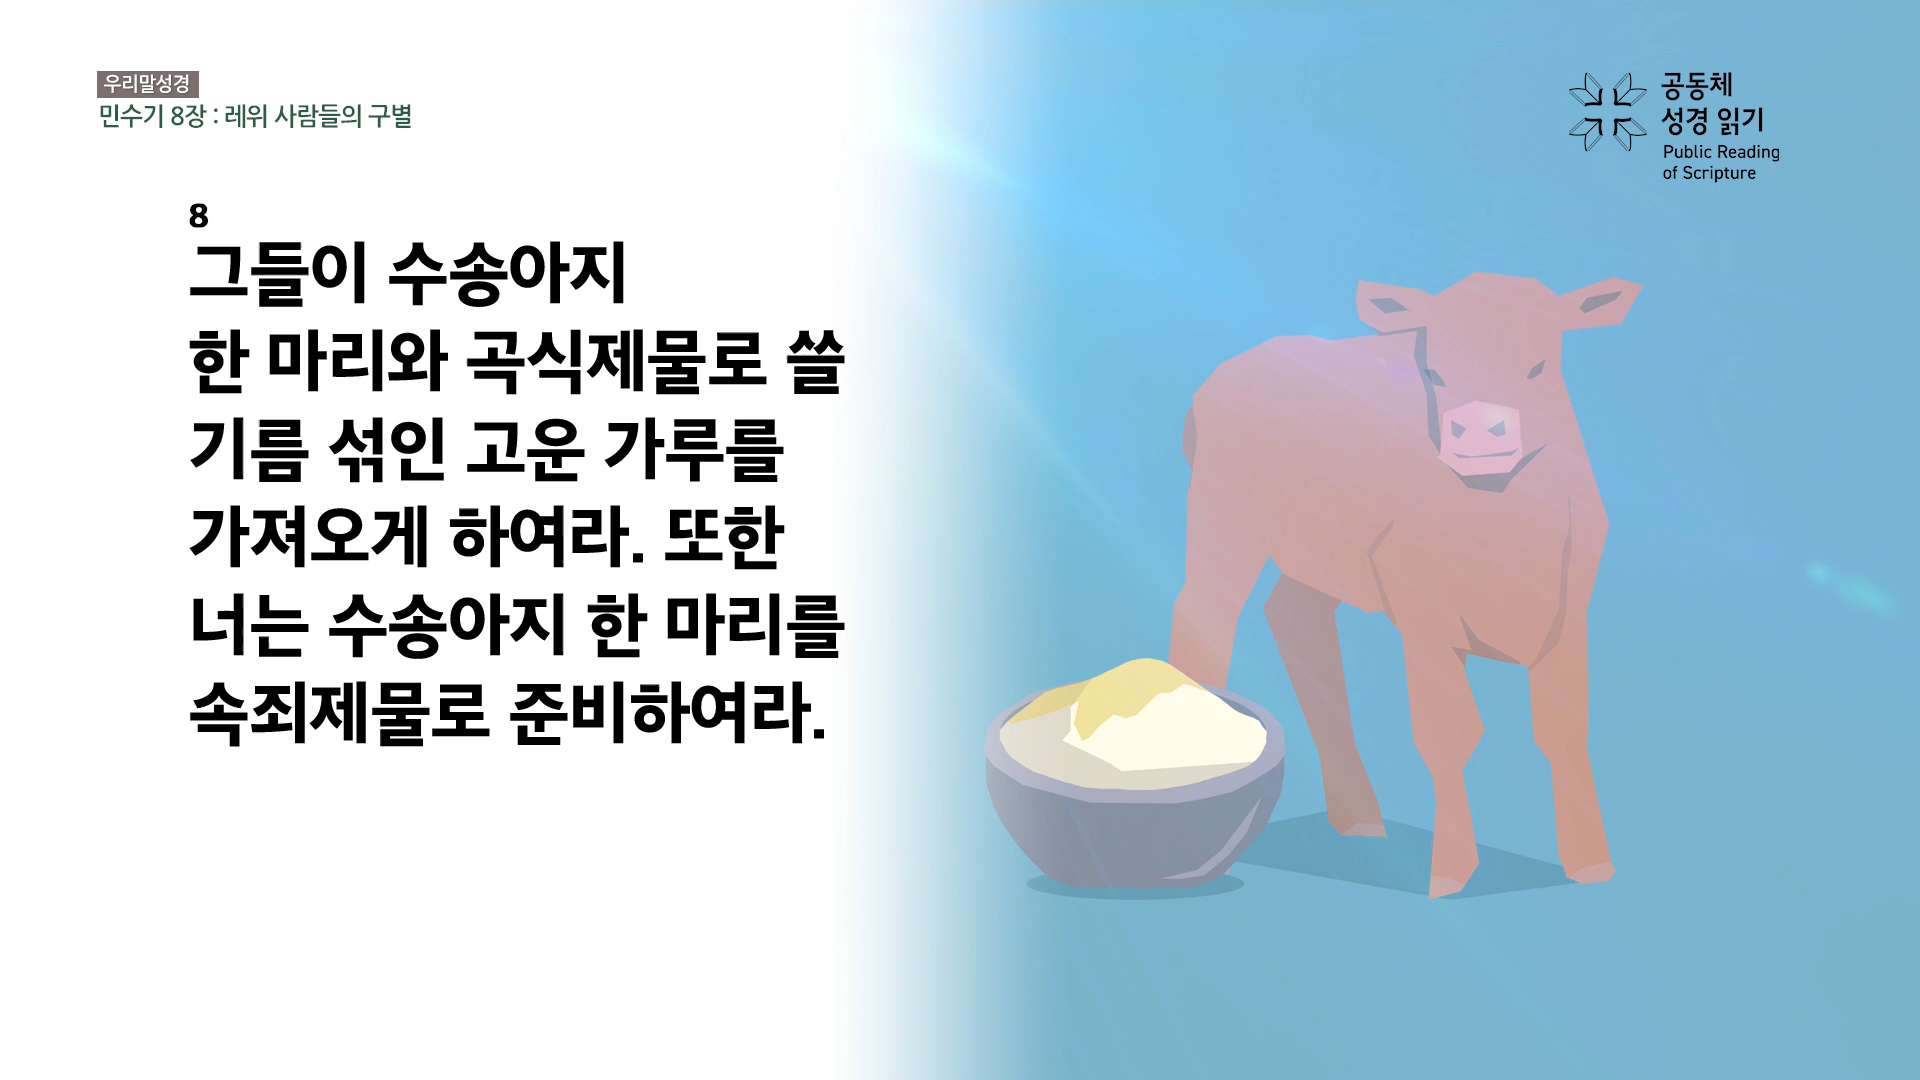 우리말성경
민수기 8장 : 레위 사람들의 구별
공동체
성경 읽기
Public Reading
of Scripture
8
그들이 수송아지
한 마리와 곡식제물로 쓸
기름 섞인 고운 가루를
가져오게 하여라. 또한
너는 수송아지 한 마리를
속죄제물로 준비하여라.